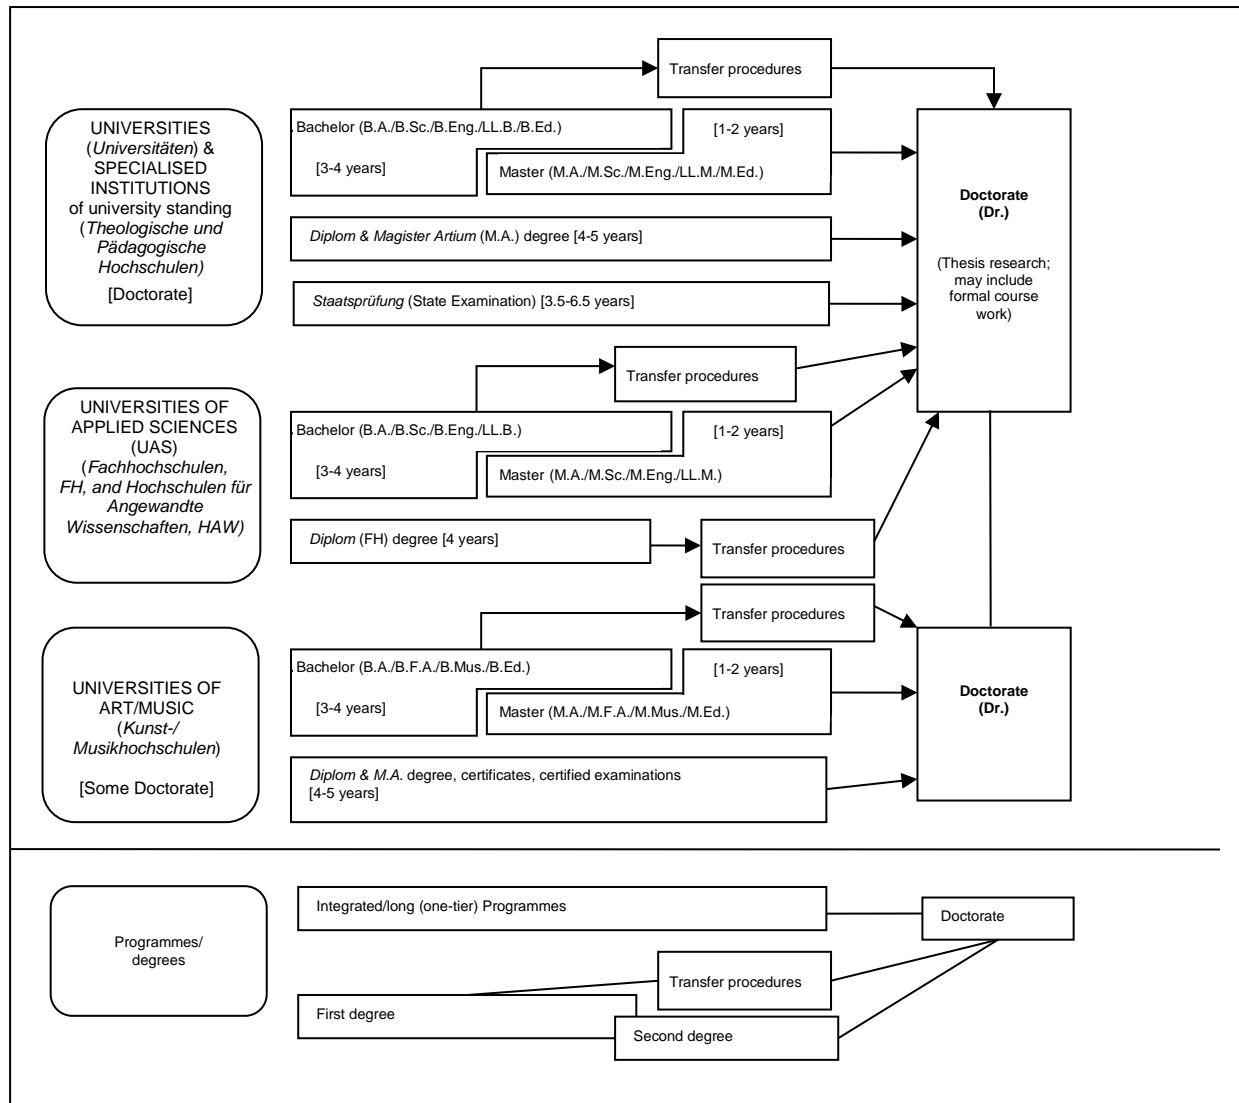 Transfer procedures
UNIVERSITIES
(Universitäten) &
SPECIALISED
INSTITUTIONS
of university standing
(Theologische und
Pädagogische
Hochschulen)
[Doctorate]
. Bachelor (B.A./B.Sc./B.Eng./LL.B./B.Ed.)
[3-4 years]
[1-2 years]
Master (M.A./M.Sc./M.Eng./LL.M./M.Ed.)
Diplom & Magister Artium (M.A.) degree [4-5 years]
Staatsprüfung (State Examination) [3.5-6.5 years]
Doctorate
(Dr.)
(Thesis research;
may include
formal course
work)
Transfer procedures
UNIVERSITIES OF
APPLIED SCIENCES
(UAS)
(Fachhochschulen,
FH, and Hochschulen für
Angewandte
Wissenschaften, HAW)
. Bachelor (B.A./B.Sc./B.Eng./LL.B.)
[3-4 years]
[1-2 years]
Master (M.A./M.Sc./M.Eng./LL.M.)
Diplom (FH) degree [4 years]
Transfer procedures
Transfer procedures
UNIVERSITIES OF
ART/MUSIC
(Kunst-/
Musikhochschulen)
[Some Doctorate]
. Bachelor (B.A./B.F.A./B.Mus./B.Ed.)
[3-4 years]
[1-2 years]
Master (M.A./M.F.A./M.Mus./M.Ed.)
Diplom & M.A. degree, certificates, certified examinations
[4-5 years]
Doctorate
(Dr.)
Programmes/
degrees
Integrated/long (one-tier) Programmes
Doctorate
Transfer procedures
First degree
Second degree